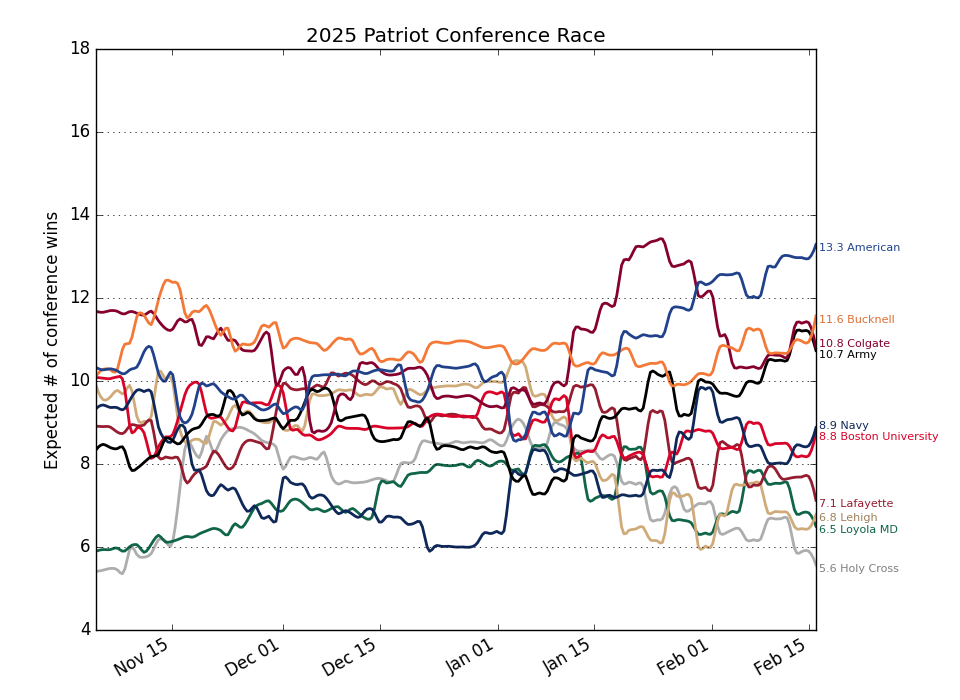 2025 Patriot Conference Race
Expected # of conference wins
18
16
14
12
10
8
6
4
13.3 American
11.6 Bucknell
10.8 Colgate
10.7 Army
8.9 Navy
8.8 Boston University
7.1 Lafayette
6.8 Lehigh
6.5 Loyola MD
5.6 Holy Cross
Nov 15
Dec 01
Dec 15
Jan 01
Jan 15
Feb 01
Feb 15